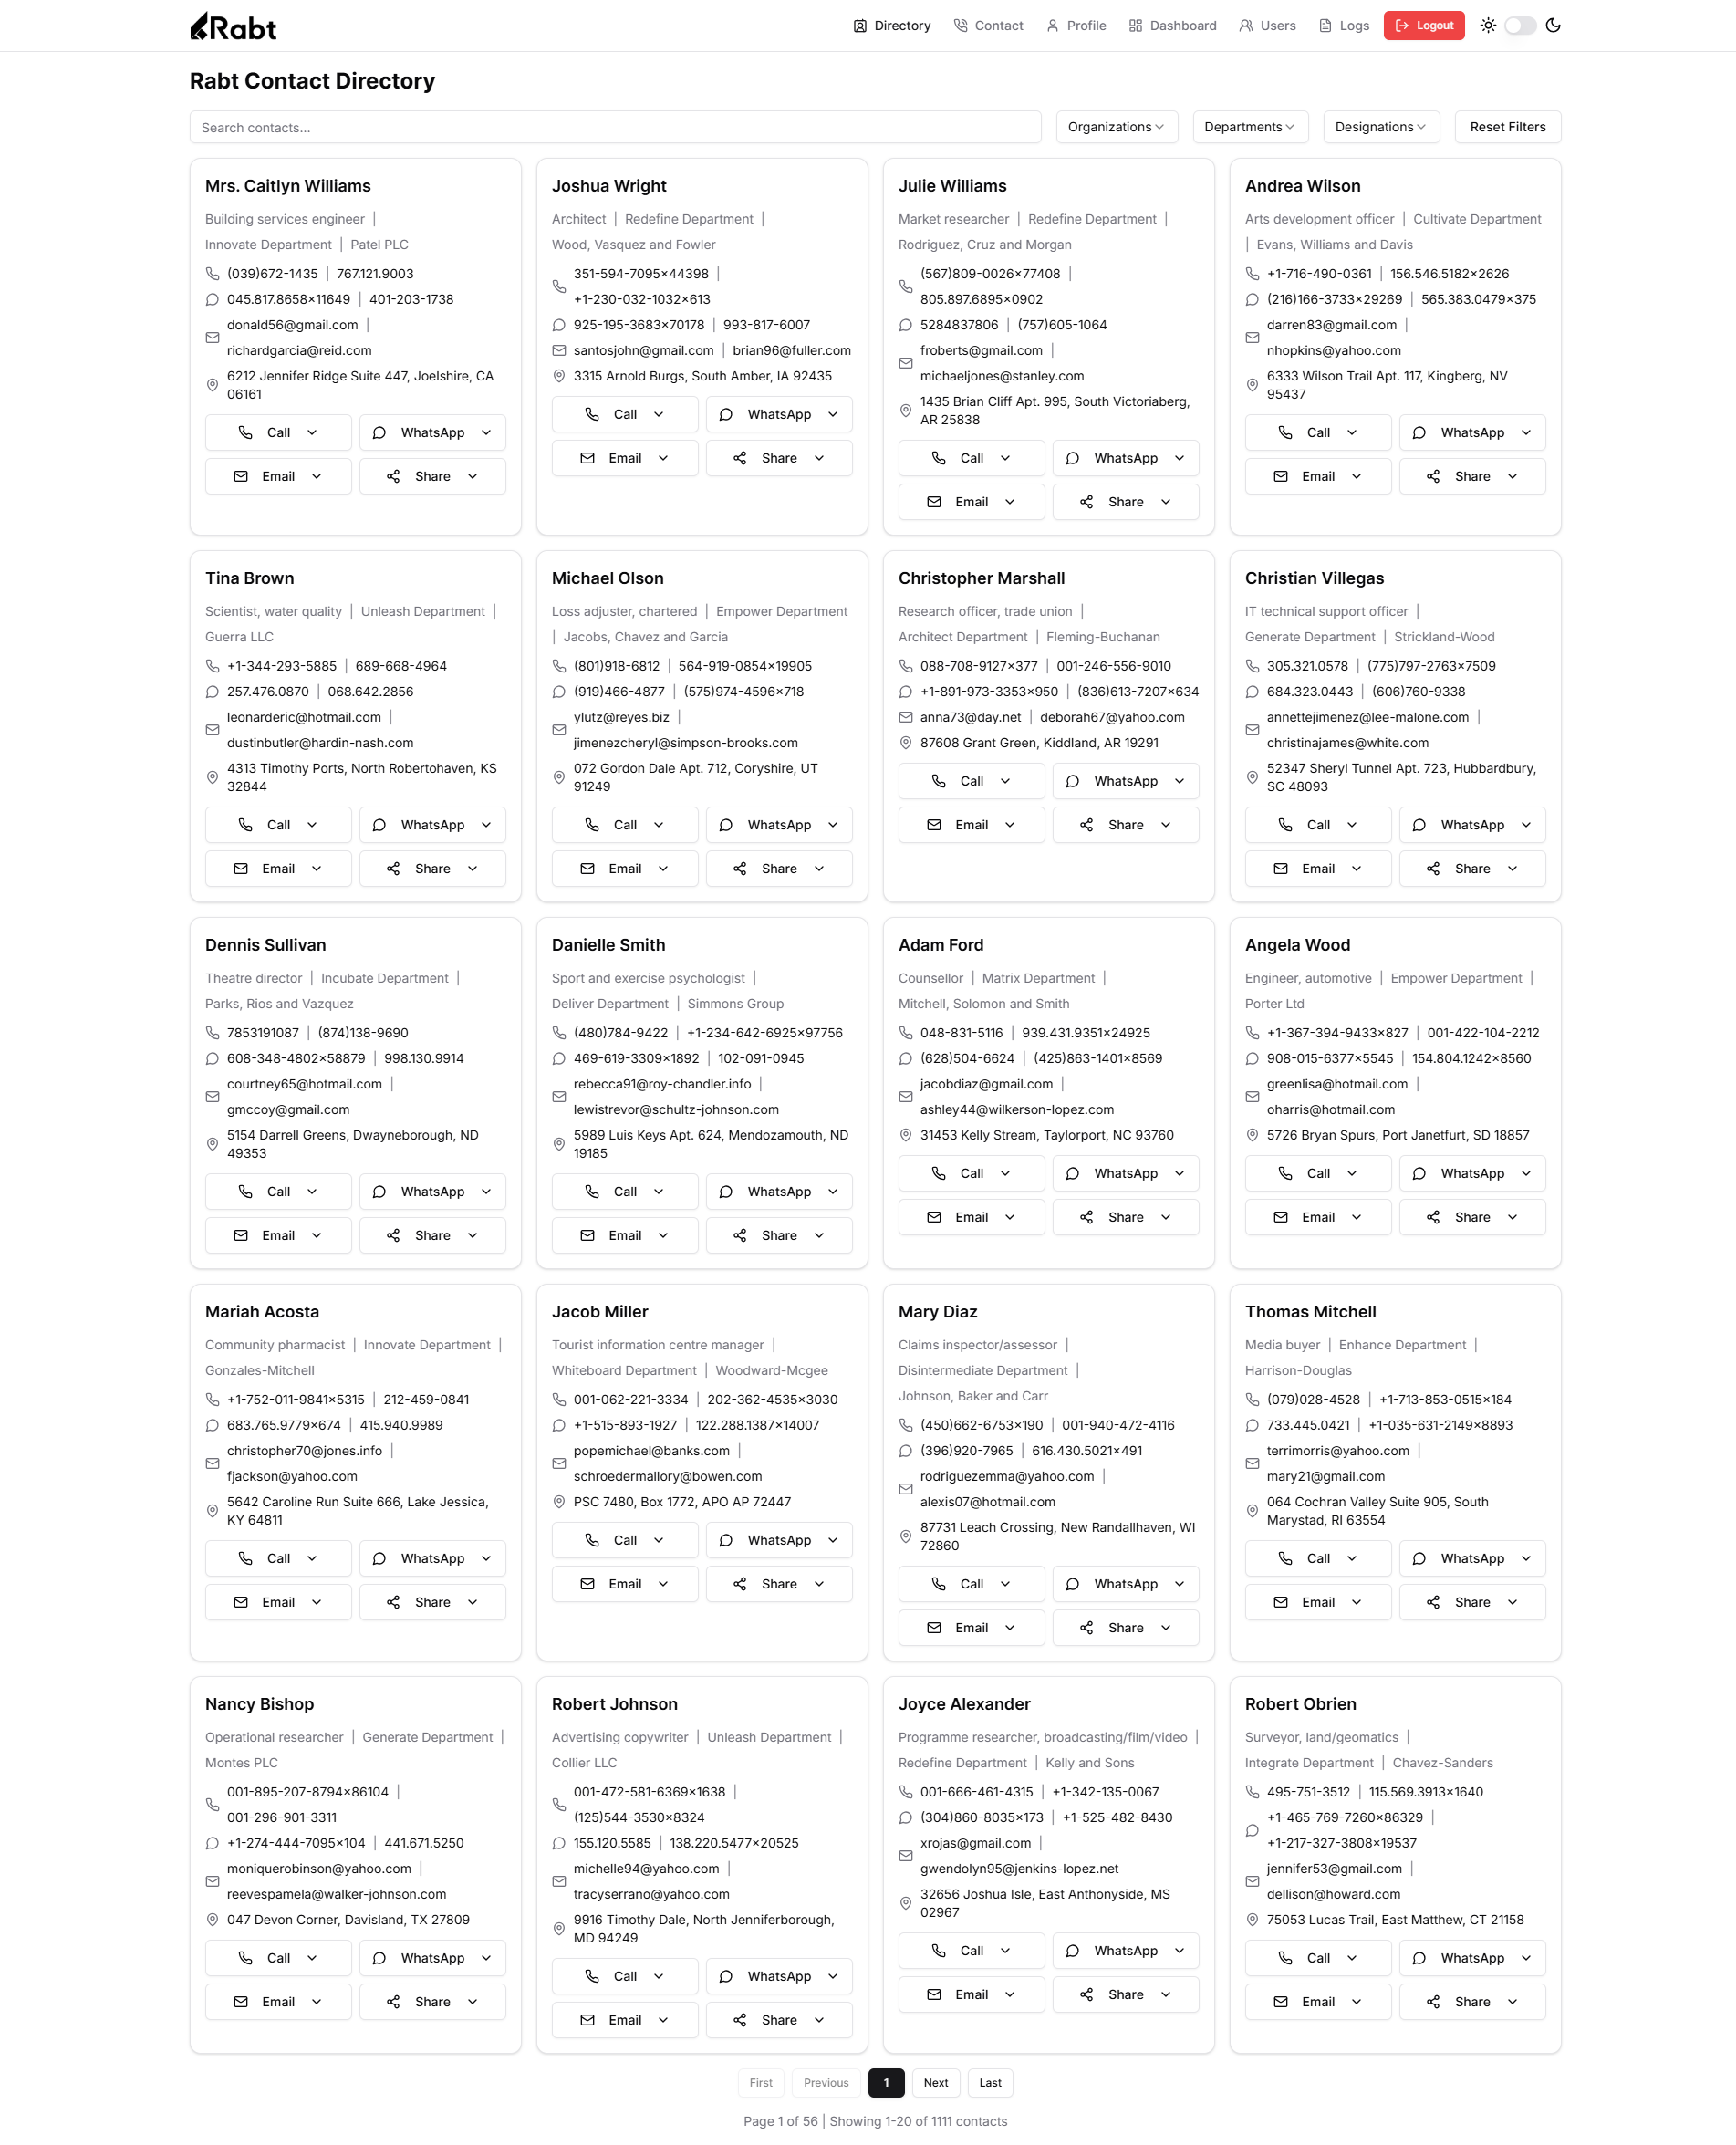 Rabt
Directory Contact Profile Dashboard Users Logs Logout
Rabt Contact Directory
Search contacts...
Organizations Departments Designations Reset Filters
Mrs. Caitlyn Williams
Building services engineer |
Innovate Department | Patel PLC
(039)672-1435 | 767.121.9003
045.817.8658x11649 | 401-203-1738
donald56@gmail.com |
richardgarcia@reid.com
6212 Jennifer Ridge Suite 447, Joelshire, CA
06161
Call WhatsApp
Email Share
Joshua Wright
Architect | Redefine Department |
Wood, Vasquez and Fowler
351-594-7095x44398 |
+1-230-032-1032x613
925-195-3683x70178 | 993-817-6007
santosjohn@gmail.com | brian96@fuller.com
3315 Arnold Burgs, South Amber, IA 92435
Call WhatsApp
Email Share
Julie Williams
Market researcher | Redefine Department |
Rodriguez, Cruz and Morgan
(567)809-0026x77408 |
805.897.6895x0902
5284837806 | (757)605-1064
froberts@gmail.com |
michaeljones@stanley.com
1435 Brian Cliff Apt. 995, South Victoriaberg,
AR 25838
Call WhatsApp
Email Share
Andrea Wilson
Arts development officer | Cultivate Department
| Evans, Williams and Davis
+1-716-490-0361 | 156.546.5182x2626
(216)166-3733x29269 | 565.383.0479x375
darren83@gmail.com |
nhopkins@yahoo.com
6333 Wilson Trail Apt. 117, Kingberg, NV
95437
Call WhatsApp
Email Share
Tina Brown
Scientist, water quality | Unleash Department |
Guerra LLC
+1-344-293-5885 | 689-668-4964
257.476.0870 | 068.642.2856
leonarderic@hotmail.com |
dustinbutler@hardin-nash.com
4313 Timothy Ports, North Robertohaven, KS
32844
Call WhatsApp
Email Share
Michael Olson
Loss adjuster, chartered | Empower Department
| Jacobs, Chavez and Garcia
(801)918-6812 | 564-919-0854x19905
(919)466-4877 | (575)974-4596x718
ylutz@reyes.biz |
jimenezcheryl@simpson-brooks.com
072 Gordon Dale Apt. 712, Coryshire, UT
91249
Call WhatsApp
Email Share
Christopher Marshall
Research officer, trade union |
Architect Department | Fleming-Buchanan
088-708-9127x377 | 001-246-556-9010
+1-891-973-3353x950 | (836)613-7207x634
anna73@day.net | deborah67@yahoo.com
87608 Grant Green, Kiddland, AR 19291
Call WhatsApp
Email Share
Christian Villegas
IT technical support officer |
Generate Department | Strickland-Wood
305.321.0578 | (775)797-2763x7509
684.323.0443 | (606)760-9338
annettejimenez@lee-malone.com |
christinajames@white.com
52347 Sheryl Tunnel Apt. 723, Hubbardbury,
SC 48093
Call WhatsApp
Email Share
Dennis Sullivan
Theatre director | Incubate Department |
Parks, Rios and Vazquez
7853191087 | (874)138-9690
608-348-4802x58879 | 998.130.9914
courtney65@hotmail.com |
gmccoy@gmail.com
5154 Darrell Greens, Dwayneborough, ND
49353
Call WhatsApp
Email Share
Danielle Smith
Sport and exercise psychologist |
Deliver Department | Simmons Group
(480)784-9422 | +1-234-642-6925x97756
469-619-3309x1892 | 102-091-0945
rebecca91@roy-chandler.info |
lewistrevor@schultz-johnson.com
5989 Luis Keys Apt. 624, Mendozamouth, ND
19185
Call WhatsApp
Email Share
Adam Ford
Counsellor | Matrix Department |
Mitchell, Solomon and Smith
048-831-5116 | 939.431.9351x24925
(628)504-6624 | (425)863-1401x8569
jacobdiaz@gmail.com |
ashley44@wilkerson-lopez.com
31453 Kelly Stream, Taylorport, NC 93760
Call WhatsApp
Email Share
Angela Wood
Engineer, automotive | Empower Department |
Porter Ltd
+1-367-394-9433x827 | 001-422-104-2212
908-015-6377x5545 | 154.804.1242x8560
greenlisa@hotmail.com |
oharris@hotmail.com
5726 Bryan Spurs, Port Janetfurt, SD 18857
Call WhatsApp
Email Share
Mariah Acosta
Community pharmacist | Innovate Department |
Gonzales-Mitchell
+1-752-011-9841x5315 | 212-459-0841
683.765.9779x674 | 415.940.9989
christopher70@jones.info |
fjackson@yahoo.com
5642 Caroline Run Suite 666, Lake Jessica,
KY 64811
Call WhatsApp
Email Share
Jacob Miller
Tourist information centre manager |
Whiteboard Department | Woodward-Mcgee
001-062-221-3334 | 202-362-4535x3030
+1-515-893-1927 | 122.288.1387x14007
popemichael@banks.com |
schroedermallory@bowen.com
PSC 7480, Box 1772, APO AP 72447
Call WhatsApp
Email Share
Mary Diaz
Claims inspector/assessor |
Disintermediate Department |
Johnson, Baker and Carr
(450)662-6753x190 | 001-940-472-4116
(396)920-7965 | 616.430.5021x491
rodriguezemma@yahoo.com |
alexis07@hotmail.com
87731 Leach Crossing, New Randallhaven, WI
72860
Call WhatsApp
Email Share
Thomas Mitchell
Media buyer | Enhance Department |
Harrison-Douglas
(079)028-4528 | +1-713-853-0515x184
733.445.0421 | +1-035-631-2149x8893
terrimorris@yahoo.com |
mary21@gmail.com
064 Cochran Valley Suite 905, South
Marystad, RI 63554
Call WhatsApp
Email Share
Nancy Bishop
Operational researcher | Generate Department |
Montes PLC
001-895-207-8794x86104 |
001-296-901-3311
+1-274-444-7095x104 | 441.671.5250
moniquerobinson@yahoo.com |
reevespamela@walker-johnson.com
047 Devon Corner, Davisland, TX 27809
Call WhatsApp
Email Share
Robert Johnson
Advertising copywriter | Unleash Department |
Collier LLC
001-472-581-6369x1638 |
(125)544-3530x8324
155.120.5585 | 138.220.5477x20525
michelle94@yahoo.com |
tracyserrano@yahoo.com
9916 Timothy Dale, North Jenniferborough,
MD 94249
Call WhatsApp
Email Share
Joyce Alexander
Programme researcher, broadcasting/film/video |
Redefine Department | Kelly and Sons
001-666-461-4315 | +1-342-135-0067
(304)860-8035x173 | +1-525-482-8430
xrojas@gmail.com |
gwendolyn95@jenkins-lopez.net
32656 Joshua Isle, East Anthonyside, MS
02967
Call WhatsApp
Email Share
Robert Obrien
Surveyor, land/geomatics |
Integrate Department | Chavez-Sanders
495-751-3512 | 115.569.3913x1640
+1-465-769-7260x86329 |
+1-217-327-3808x19537
jennifer53@gmail.com |
dellison@howard.com
75053 Lucas Trail, East Matthew, CT 21158
Call WhatsApp
Email Share
First Previous 1 Next Last
Page 1 of 56 | Showing 1-20 of 1111 contacts